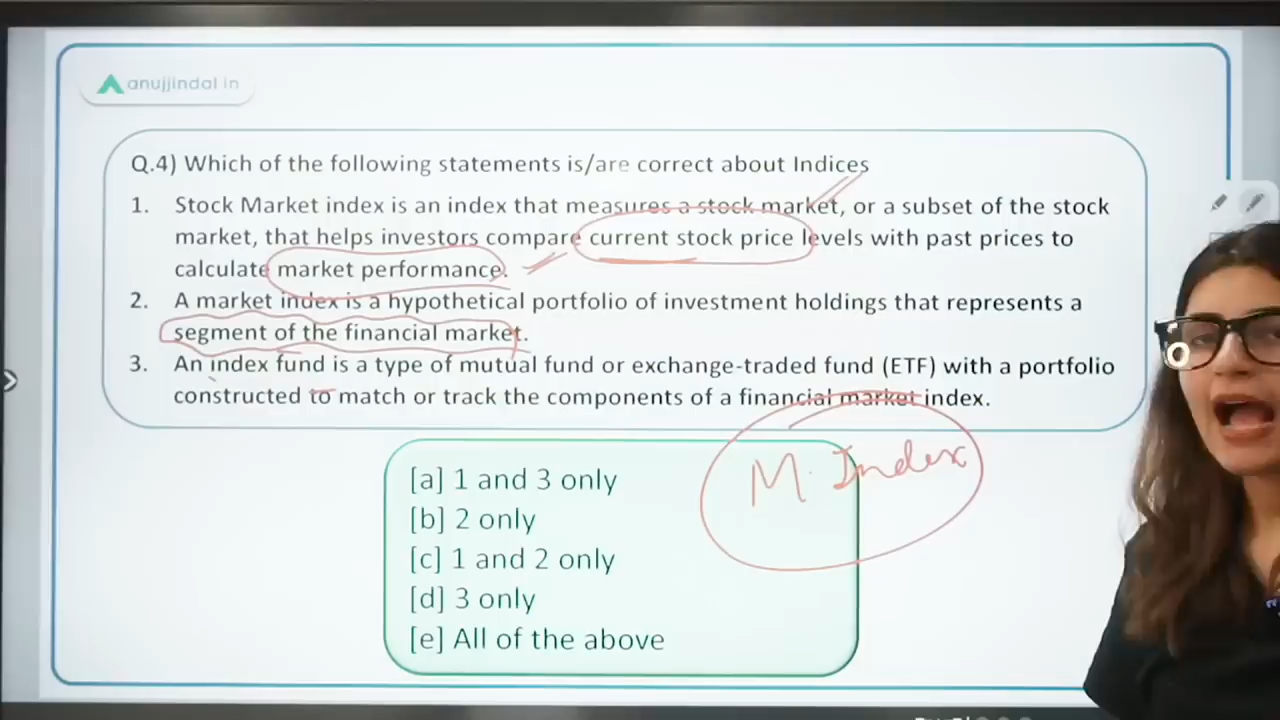 anujjindal in
Q.4) Which of the following statements is/are correct about Indices
1. Stock Market index is an index that measures a stock market, or a subset of the stock
market, that helps investors compare current stock price levels with past prices to
calculate market performance.
2. A market index is a hypothetical portfolio of investment holdings that represents a
segment of the financial market.
3. An index fund is a type of mutual fund or exchange-traded fund (ETF) with a portfolio
constructed to match or track the components of a financial market index.
M. Index
[a] 1 and 3 only
[b] 2 only
[c] 1 and 2 only
[d] 3 only
[e] All of the above